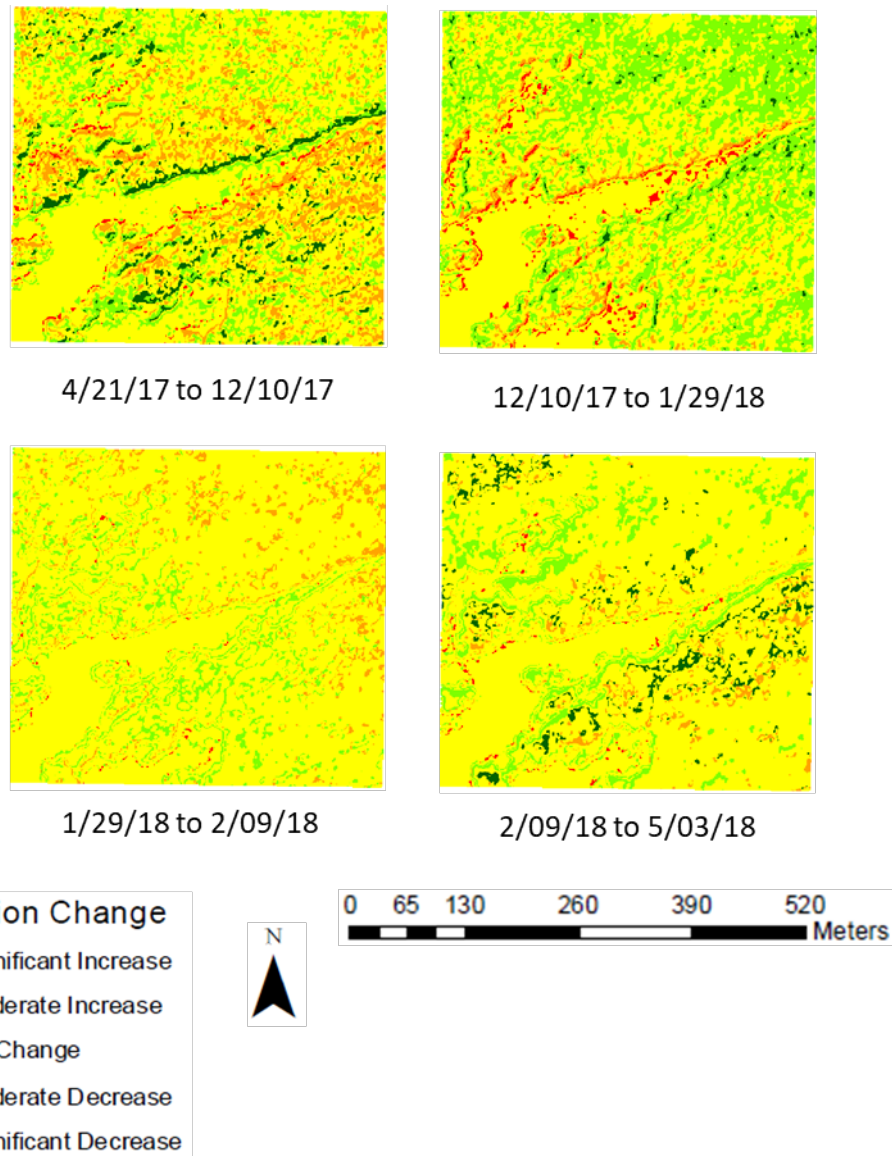 4/21/17 to 12/10/17
12/10/17 to 1/29/18
1/29/18 to 2/09/18
2/09/18 to 5/03/18
on Change
nificant Increase
derate Increase
Change
derate Decrease
nificant Decrease
N
0 65 130 260 390 520
Meters